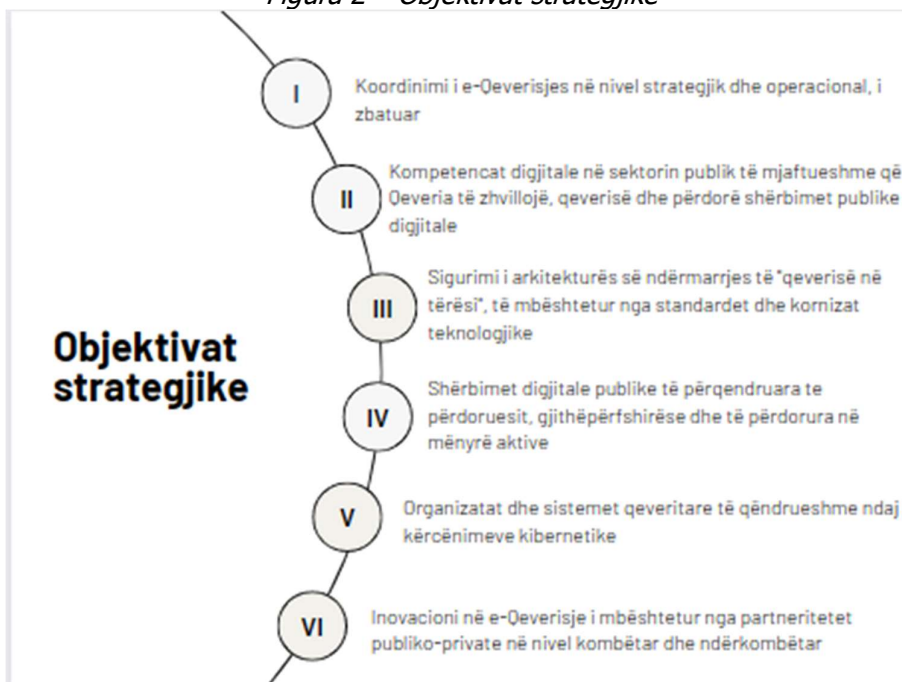 Figura 2 – Objektivat strategjike
I
Koordinimi i e-Qeverisjes në nivel strategjik dhe operacional, i
zbatuar
II
Kompetencat digjitale në sektorin publik të mjaftueshme që
Qeveria të zhvillojë, qeverisë dhe përdorë shërbimet publike
digjitale
III
Sigurimi i arkitekturës së ndërmarrjes të "qeverisë në
tërësi", të mbështetur nga standardet dhe kornizat
teknologjike
Objektivat
strategjike
IV
Shërbimet digjitale publike të përqendruara te
përdoruesit, gjithëpërfshirëse dhe të përdorura në
mënyrë aktive
V
Organizatat dhe sistemet qeveritare të qëndrueshme ndaj
kërcënimeve kibernetike
VI
Inovacioni në e-Qeverisje i mbështetur nga partneritetet
publiko-private në nivel kombëtar dhe ndërkombëtar